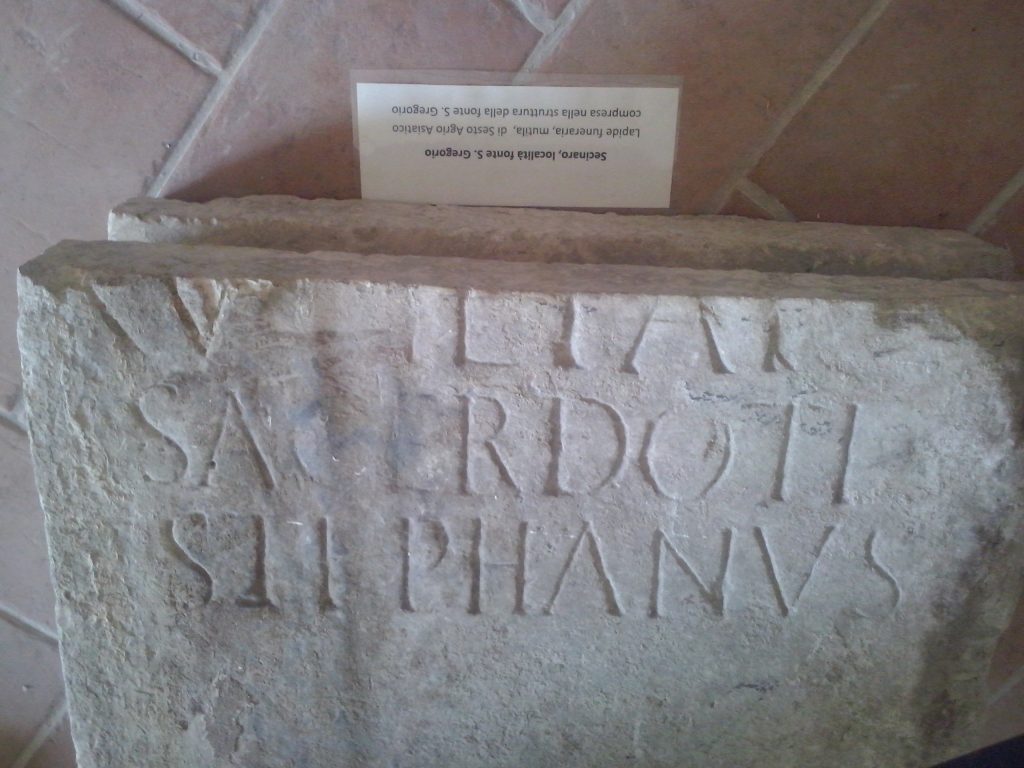 Secinaro, località fonte S. Gregorio
Lapide funeraria, mutila, di Sesto Agrio Asiatico
compresa nella struttura della fonte S. Gregorio
SACERDOTI
STEPHANVS